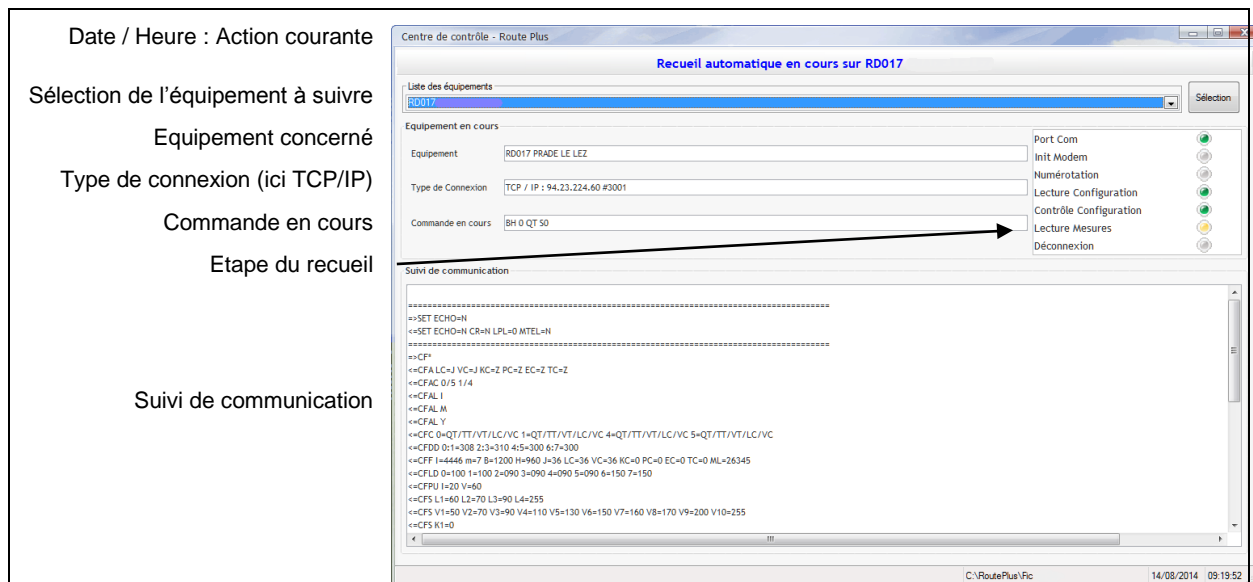 Date / Heure : Action courante
Sélection de l'équipement à suivre
Equipement concerné
Type de connexion (ici TCP/IP)
Commande en cours
Etape du recueil
Suivi de communication
Centre de contrôle - Route Plus
Recueil automatique en cours sur RD017
Liste des équipements
RD017
Sélection
Equipement en cours
Equipement
RD017 PRADE LE LEZ
Type de Connexion
TCP / IP : 94.23.224.60 #3001
Commande en cours
BH 0 QT S0
Port Com
Init Modem
Numérotation
Lecture Configuration
Contrôle Configuration
Lecture Mesures
Déconnexion
Suivi de communication
=====================================================================================
=>SET ECHO=N
<=SET ECHO=N CR=N LPL=0 MTEL=N
=====================================================================================
=>CF*
<=CFA LC=J VC=J KC=Z PC=Z EC=Z TC=Z
<=CFAC 0/5 1/4
<=CFAL I
<=CFAL M
<=CFAL Y
<=CFC 0=QT/TT/VT/LC/VC 1=QT/TT/VT/LC/VC 4=QT/TT/VT/LC/VC 5=QT/TT/VT/LC/VC
<=CFDD 0:1=308 2:3=310 4:5=300 6:7=300
<=CFF I=4446 m=7 B=1200 H=960 J=36 LC=36 VC=36 KC=0 PC=0 EC=0 TC=0 ML=26345
<=CFLD 0=100 1=100 2=090 3=090 4=090 5=090 6=150 7=150
<=CFPU I=20 V=60
<=CFS L1=60 L2=70 L3=90 L4=255
<=CFS V1=50 V2=70 V3=90 V4=110 V5=130 V6=150 V7=160 V8=170 V9=200 V10=255
<=CFS K1=0
C:\RoutePlus\Fic
14/08/2014 09:19:52